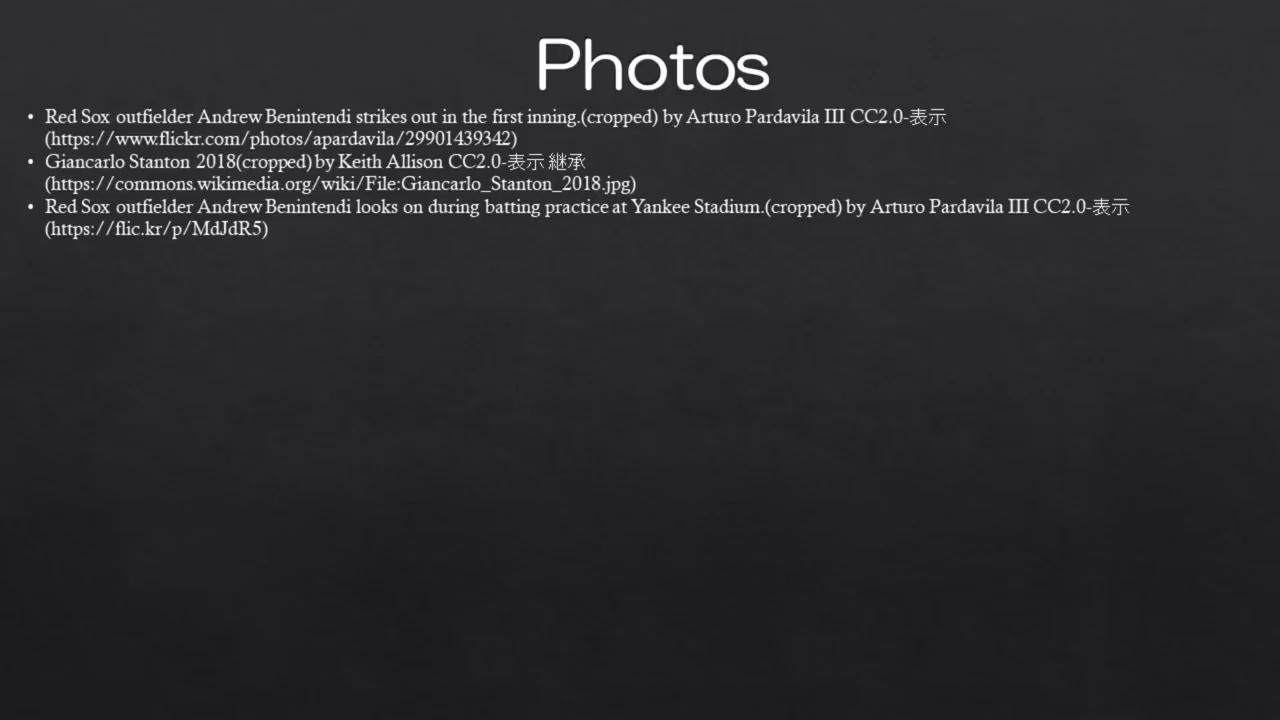 Photos
• Red Sox outfielder Andrew Benintendi strikes out in the first inning.(cropped) by Arturo Pardavila III CC2.0-表示
(https://www.flickr.com/photos/apardavila/29901439342)
• Giancarlo Stanton 2018(cropped) by Keith Allison CC2.0-表示 継承
(https://commons.wikimedia.org/wiki/File:Giancarlo_Stanton_2018.jpg)
• Red Sox outfielder Andrew Benintendi looks on during batting practice at Yankee Stadium.(cropped) by Arturo Pardavila III CC2.0-表示
(https://flic.kr/p/MdJdR5)